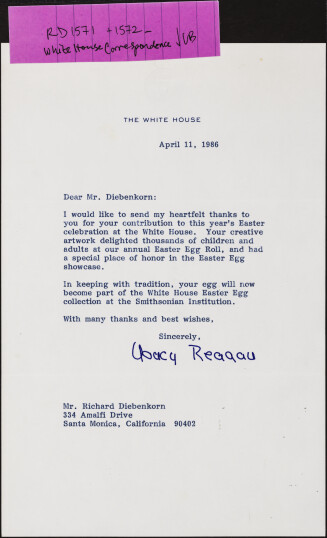 RD 1571 + 1572 -
White House Correspondence
THE WHITE HOUSE
April 11, 1986
Dear Mr. Diebenkorn:
I would like to send my heartfelt thanks to
you for your contribution to this year's Easter
celebration at the White House. Your creative
artwork delighted thousands of children and
adults at our annual Easter Egg Roll, and had
a special place of honor in the Easter Egg
showcase.
In keeping with tradition, your egg will now
become part of the White House Easter Egg
collection at the Smithsonian Institution.
With many thanks and best wishes,
Sincerely,
Nancy Reagan
Mr. Richard Diebenkorn
334 Amalfi Drive
Santa Monica, California 90402